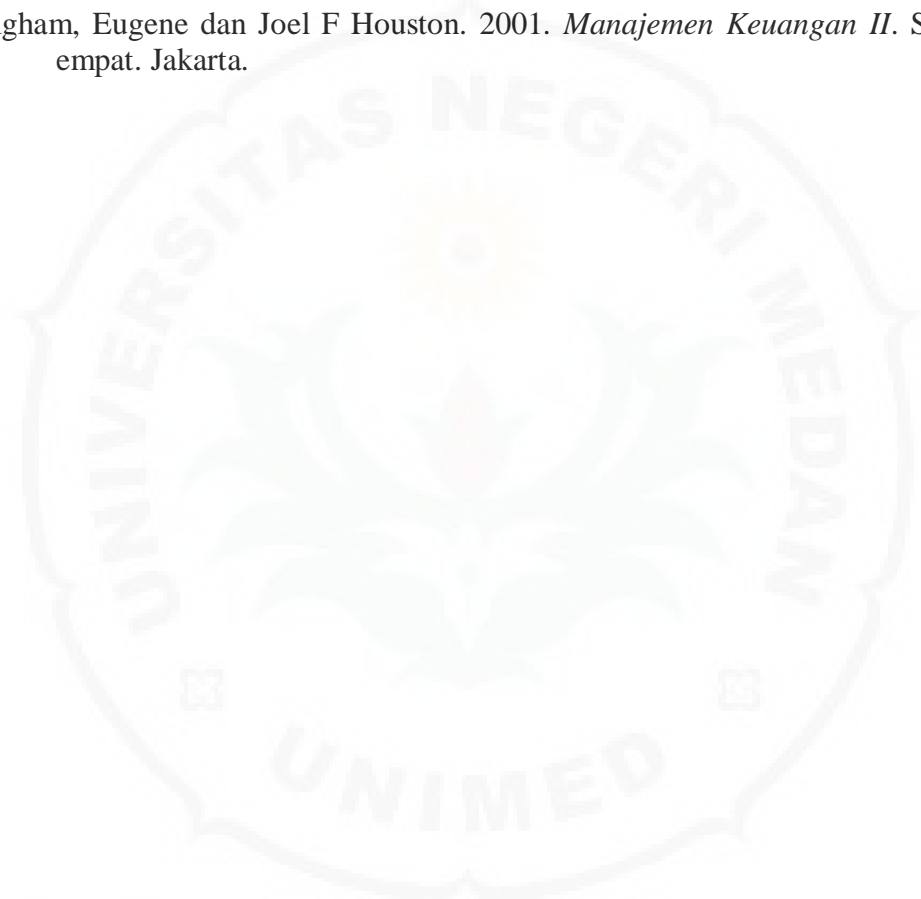 gham, Eugene dan Joel F Houston. 2001. Manajemen Keuangan II. S
empat. Jakarta.
UNIVERSITAS NEGERI MEDAN
UNIMED